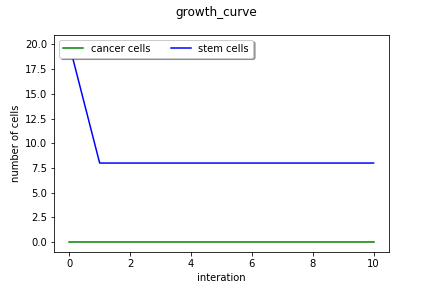 growth_curve
cancer cells
stem cells
20.0
17.5
15.0
12.5
10.0
7.5
5.0
2.5
0.0
number of cells
0 2 4 6 8 10
interation